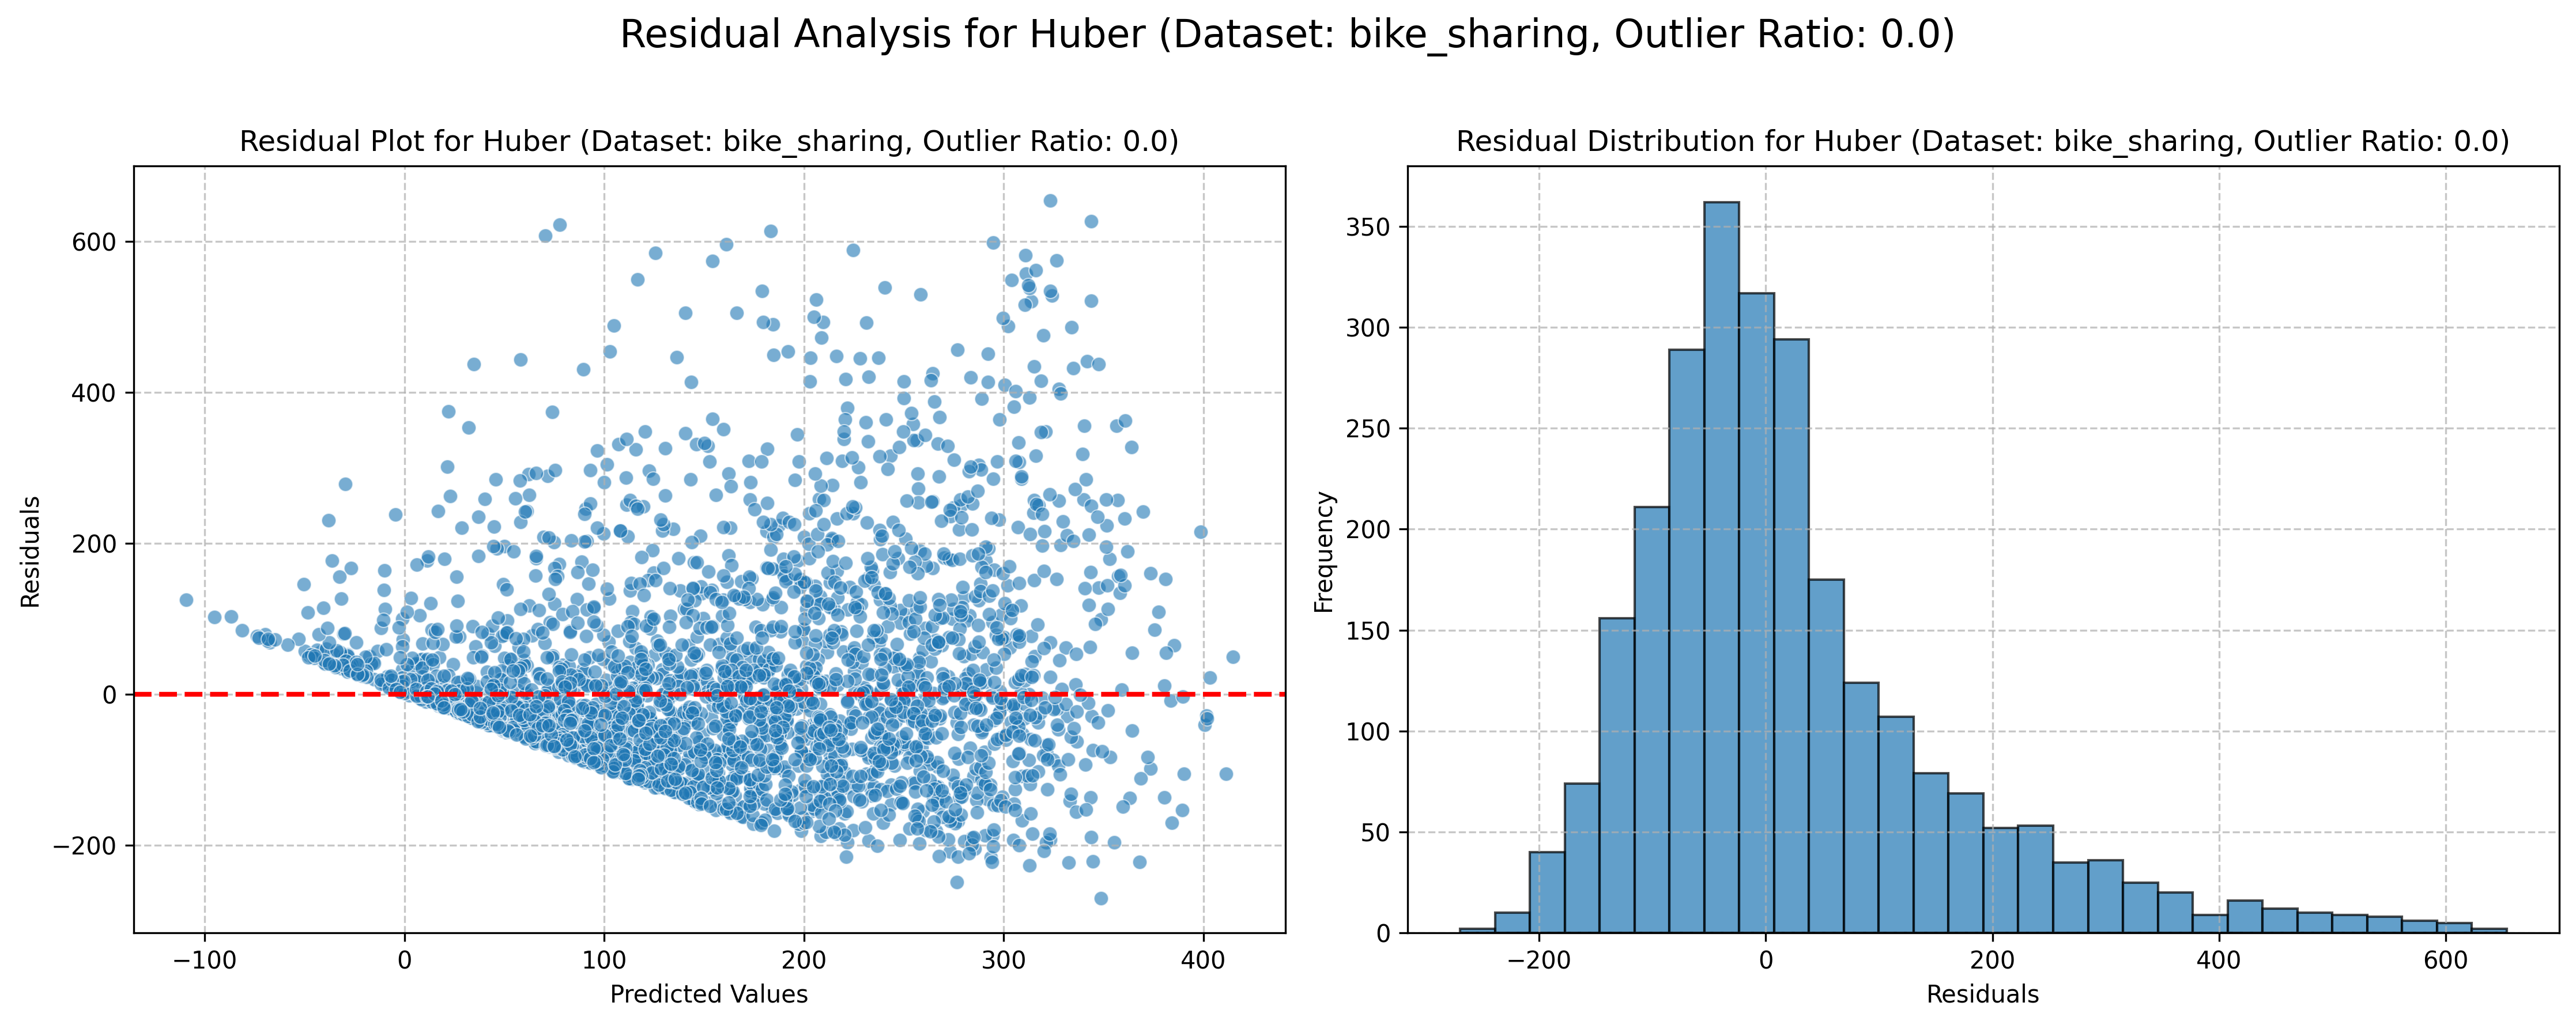 Residual Analysis for Huber (Dataset: bike_sharing, Outlier Ratio: 0.0)
Residual Plot for Huber (Dataset: bike_sharing, Outlier Ratio: 0.0)
600
400
200
0
−200
Residuals
−100 0 100 200 300 400
Predicted Values
Residual Distribution for Huber (Dataset: bike_sharing, Outlier Ratio: 0.0)
350
300
250
200
150
100
50
0
Frequency
−200 0 200 400 600
Residuals